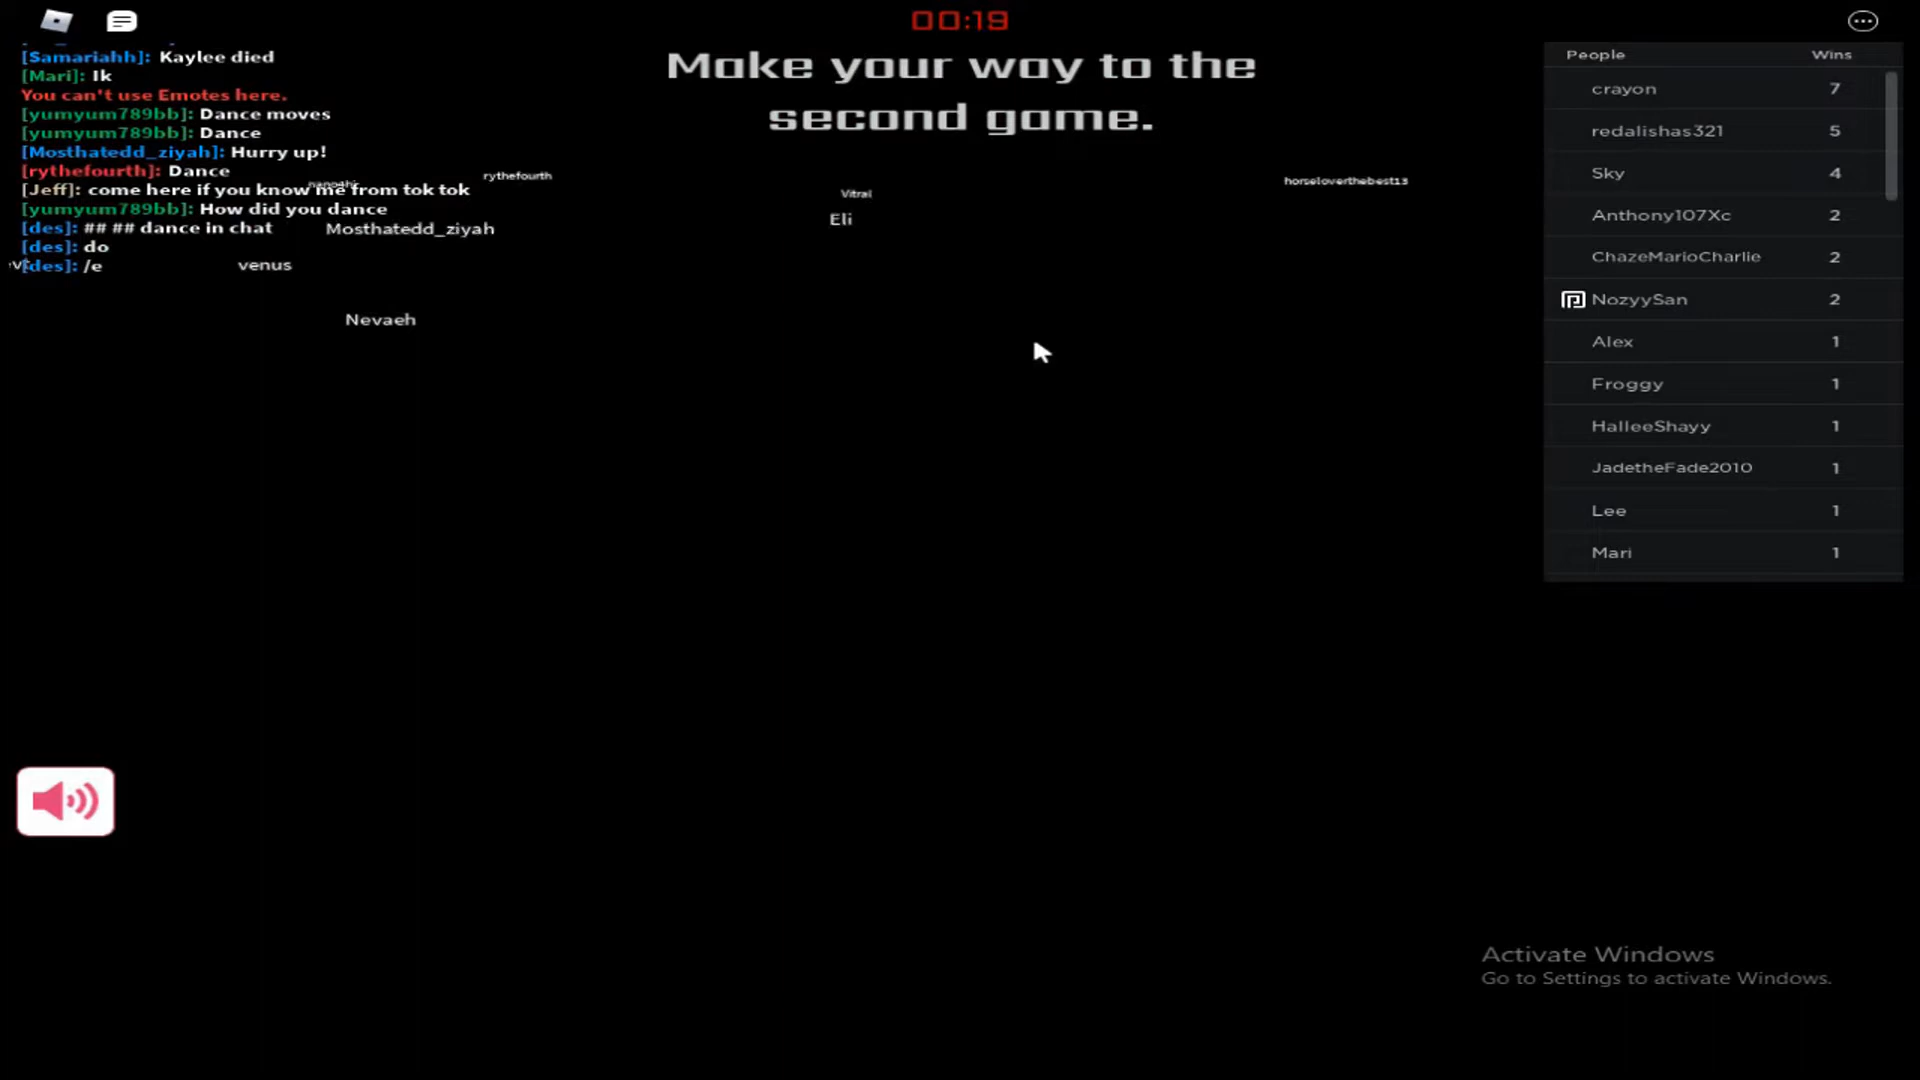 00:19
Make your way to the
second game.
[Samariahh]: Kaylee died
[Mari]: Ik
You can't use Emotes here.
[yumyum789bb]: Dance moves
[yumyum789bb]: Dance
[Mosthatedd_ziyah]: Hurry up!
[rythefourth]: Dance
[Jeff]: come here if you know me from tok tok
[yumyum789bb]: How did you dance
[des]: ## ## dance in chat
[des]: do
[des]: /e
rythefourth
Vitral
Eli
horseloverthebest13
Mosthatedd_ziyah
venus
Nevaeh
People Wins
crayon 7
redalishas321 5
Sky 4
Anthony107Xc 2
ChazeMarioCharlie 2
NozyySan 2
Alex 1
Froggy 1
HalleeShayy 1
JadetheFade2010 1
Lee 1
Mari 1
Activate Windows
Go to Settings to activate Windows.